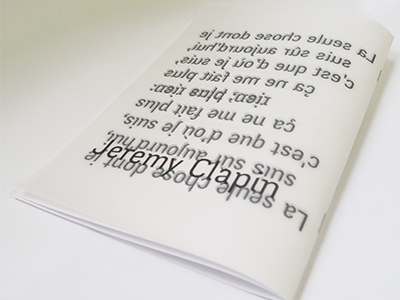 La seule chose dont je
suis sûr aujourd'hui,
c'est que d'où je suis,
ça ne me fait plus
rien, plus rien.
ça ne me fait plus
c'est que d'où je suis,
suis sûr aujourd'hui,
Jeremy Clapin
La seule chose dont je